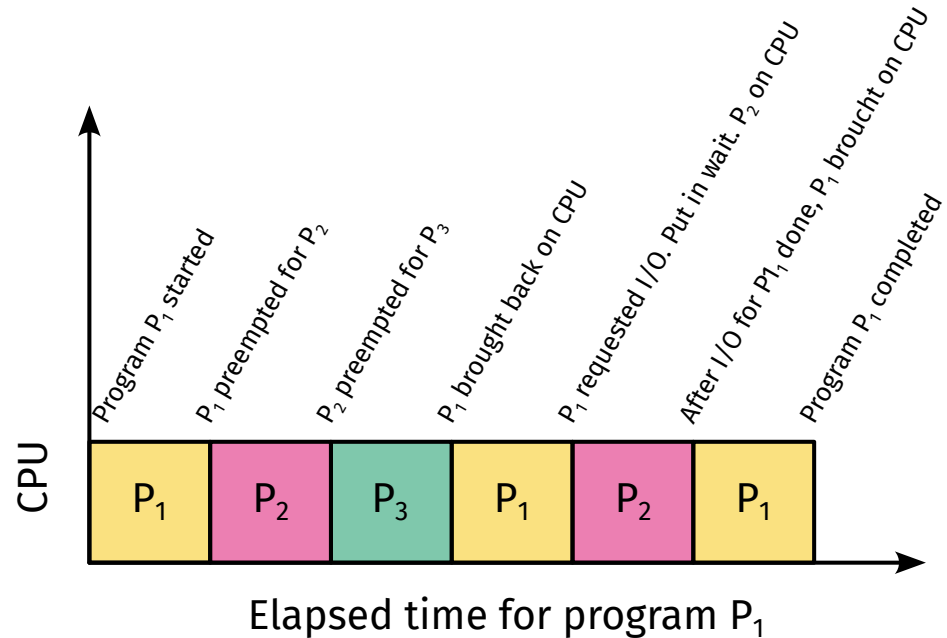 Program P₁ started
P₁ preempted for P₂
P₂ preempted for P₃
P₁ brought back on CPU
P₁ requested I/O. Put in wait. P₂ on CPU
After I/O for P1₁ done, P₁ broucht on CPU
Program P₁ completed
CPU
P₁
P₂
P₃
P₁
P₂
P₁
Elapsed time for program P₁